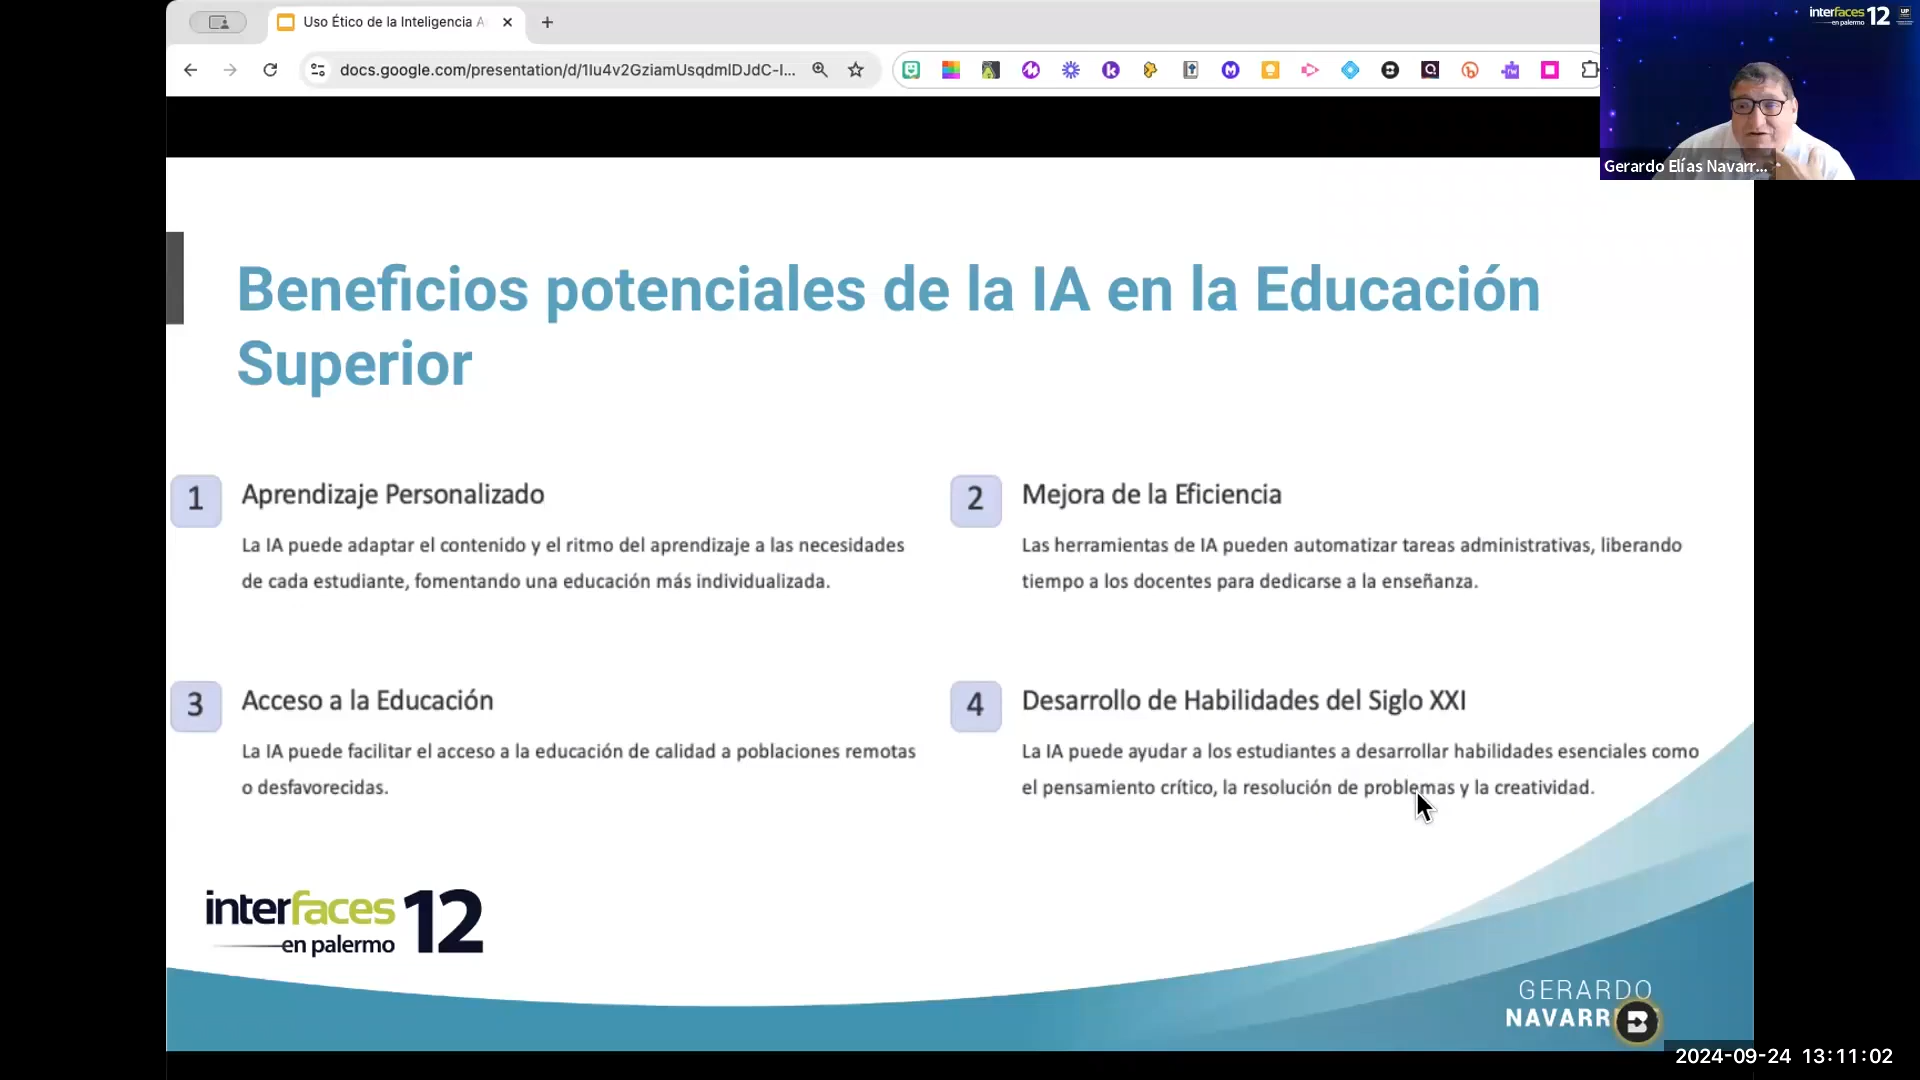 Uso Ético de la Inteligencia A
docs.google.com/presentation/d/1Iu4v2GziamUsqdmIDJdC-I...
interfaces 12
en palermo
UP
Gerardo Elías Navarr...
Beneficios potenciales de la IA en la Educación
Superior
1
Aprendizaje Personalizado
La IA puede adaptar el contenido y el ritmo del aprendizaje a las necesidades
de cada estudiante, fomentando una educación más individualizada.
2
Mejora de la Eficiencia
Las herramientas de IA pueden automatizar tareas administrativas, liberando
tiempo a los docentes para dedicarse a la enseñanza.
3
Acceso a la Educación
La IA puede facilitar el acceso a la educación de calidad a poblaciones remotas
o desfavorecidas.
4
Desarrollo de Habilidades del Siglo XXI
La IA puede ayudar a los estudiantes a desarrollar habilidades esenciales como
el pensamiento crítico, la resolución de problemas y la creatividad.
interfaces 12
en palermo
GERARDO
NAVARR
2024-09-24 13:11:02